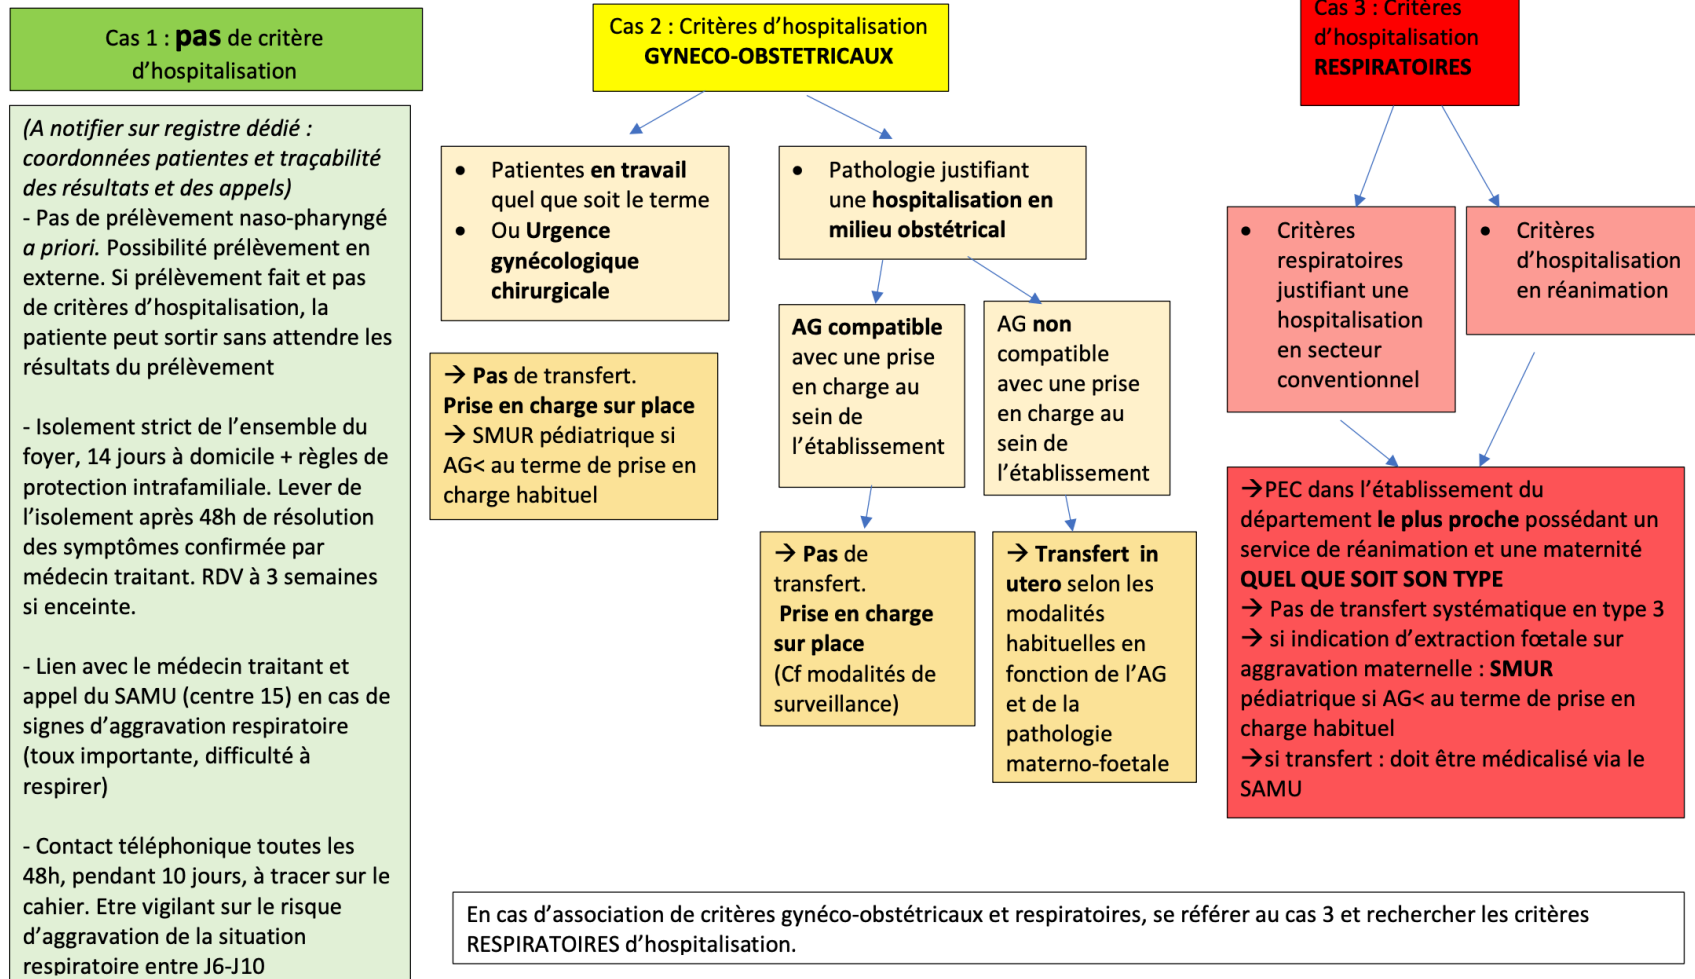 Cas 1 : pas de critère
d’hospitalisation
(A notifier sur registre dédié :
coordonnées patientes et traçabilité
des résultats et des appels)
- Pas de prélèvement naso-pharyngé
a priori. Possibilité prélèvement en
externe. Si prélèvement fait et pas
de critères d’hospitalisation, la
patiente peut sortir sans attendre les
résultats du prélèvement
- Isolement strict de l’ensemble du
foyer, 14 jours à domicile + règles de
protection intrafamiliale. Lever de
l’isolement après 48h de résolution
des symptômes confirmée par
médecin traitant. RDV à 3 semaines
si enceinte.
- Lien avec le médecin traitant et
appel du SAMU (centre 15) en cas de
signes d’aggravation respiratoire
(toux importante, difficulté à
respirer)
- Contact téléphonique toutes les
48h, pendant 10 jours, à tracer sur le
cahier. Etre vigilant sur le risque
d’aggravation de la situation
respiratoire entre J6-J10
Cas 2 : Critères d’hospitalisation
GYNECO-OBSTETRICAUX
• Patientes en travail
quel que soit le terme
• Ou Urgence
gynécologique
chirurgicale
→ Pas de transfert.
Prise en charge sur place
→ SMUR pédiatrique si
AG< au terme de prise en
charge habituel
• Pathologie justifiant
une hospitalisation en
milieu obstétrical
AG compatible
avec une prise
en charge au
sein de
l’établissement
→ Pas de
transfert.
Prise en charge
sur place
(Cf modalités de
surveillance)
AG non
compatible
avec une prise
en charge au
sein de
l’établissement
→ Transfert in
utero selon les
modalités
habituelles en
fonction de l’AG
et de la
pathologie
materno-foetale
Cas 3 : Critères
d’hospitalisation
RESPIRATOIRES
• Critères
respiratoires
justifiant une
hospitalisation
en secteur
conventionnel
• Critères
d’hospitalisation
en réanimation
→PEC dans l’établissement du
département le plus proche possédant un
service de réanimation et une maternité
QUEL QUE SOIT SON TYPE
→ Pas de transfert systématique en type 3
→ si indication d’extraction fœtale sur
aggravation maternelle : SMUR
pédiatrique si AG< au terme de prise en
charge habituel
→si transfert : doit être médicalisé via le
SAMU
En cas d’association de critères gynéco-obstétricaux et respiratoires, se référer au cas 3 et rechercher les critères
RESPIRATOIRES d’hospitalisation.